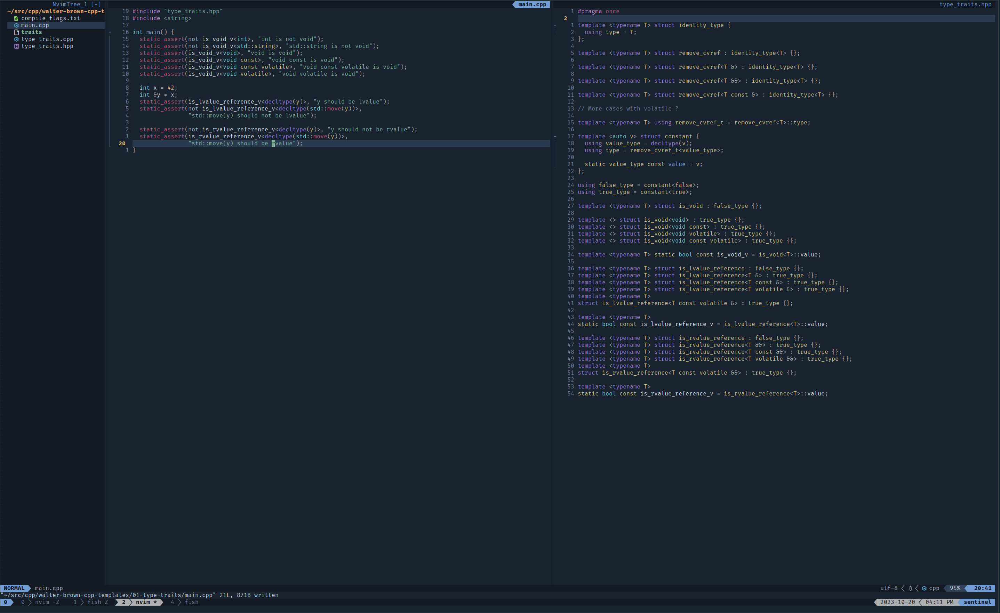 NvimTree_1 [-]
~/src/cpp/walter-brown-cpp-t
compile_flags.txt
main.cpp
traits
type_traits.cpp
type_traits.hpp
main.cpp
19 #include "type_traits.hpp"
18 #include <string>
17
16 int main() {
15 static_assert(not is_void_v<int>, "int is not void");
14 static_assert(not is_void_v<std::string>, "std::string is not void");
13 static_assert(is_void_v<void>, "void is void");
12 static_assert(is_void_v<void const>, "void const is void");
11 static_assert(is_void_v<void const volatile>, "void const volatile is void");
10 static_assert(is_void_v<void volatile>, "void volatile is void");
9
8 int x = 42;
7 int &y = x;
6 static_assert(is_lvalue_reference_v<decltype(y)>, "y should be lvalue");
5 static_assert(not is_lvalue_reference_v<decltype(std::move(y))>,
4 "std::move(y) should not be lvalue");
3
2 static_assert(not is_rvalue_reference_v<decltype(y)>, "y should not be rvalue");
1 static_assert(is_rvalue_reference_v<decltype(std::move(y))>,
20 "std::move(y) should be rvalue");
1 }
type_traits.hpp
1 #pragma once
2
1 template <typename T> struct identity_type {
2 using type = T;
3 };
4
5 template <typename T> struct remove_cvref : identity_type<T> {};
6
7 template <typename T> struct remove_cvref<T &> : identity_type<T> {};
8
9 template <typename T> struct remove_cvref<T &&> : identity_type<T> {};
10
11 template <typename T> struct remove_cvref<T const &> : identity_type<T> {};
12
13 // More cases with volatile ?
14
15 template <typename T> using remove_cvref_t = remove_cvref<T>::type;
16
17 template <auto v> struct constant {
18 using value_type = decltype(v);
19 using type = remove_cvref_t<value_type>;
20
21 static value_type const value = v;
22 };
23
24 using false_type = constant<false>;
25 using true_type = constant<true>;
26
27 template <typename T> struct is_void : false_type {};
28
29 template <> struct is_void<void> : true_type {};
30 template <> struct is_void<void const> : true_type {};
31 template <> struct is_void<void volatile> : true_type {};
32 template <> struct is_void<void const volatile> : true_type {};
33
34 template <typename T> static bool const is_void_v = is_void<T>::value;
35
36 template <typename T> struct is_lvalue_reference : false_type {};
37 template <typename T> struct is_lvalue_reference<T &> : true_type {};
38 template <typename T> struct is_lvalue_reference<T const &> : true_type {};
39 template <typename T> struct is_lvalue_reference<T volatile &> : true_type {};
40 template <typename T>
41 struct is_lvalue_reference<T const volatile &> : true_type {};
42
43 template <typename T>
44 static bool const is_lvalue_reference_v = is_lvalue_reference<T>::value;
45
46 template <typename T> struct is_rvalue_reference : false_type {};
47 template <typename T> struct is_rvalue_reference<T &&> : true_type {};
48 template <typename T> struct is_rvalue_reference<T const &&> : true_type {};
49 template <typename T> struct is_rvalue_reference<T volatile &&> : true_type {};
50 template <typename T>
51 struct is_rvalue_reference<T const volatile &&> : true_type {};
52
53 template <typename T>
54 static bool const is_rvalue_reference_v = is_rvalue_reference<T>::value;
NORMAL main.cpp utf-8 cpp 95% 20:41
"~/src/cpp/walter-brown-cpp-templates/01-type-traits/main.cpp" 21L, 871B written
0 0 nvim -Z 1 fish Z 2 nvim * 4 fish 2023-10-20 04:11 PM sentinel